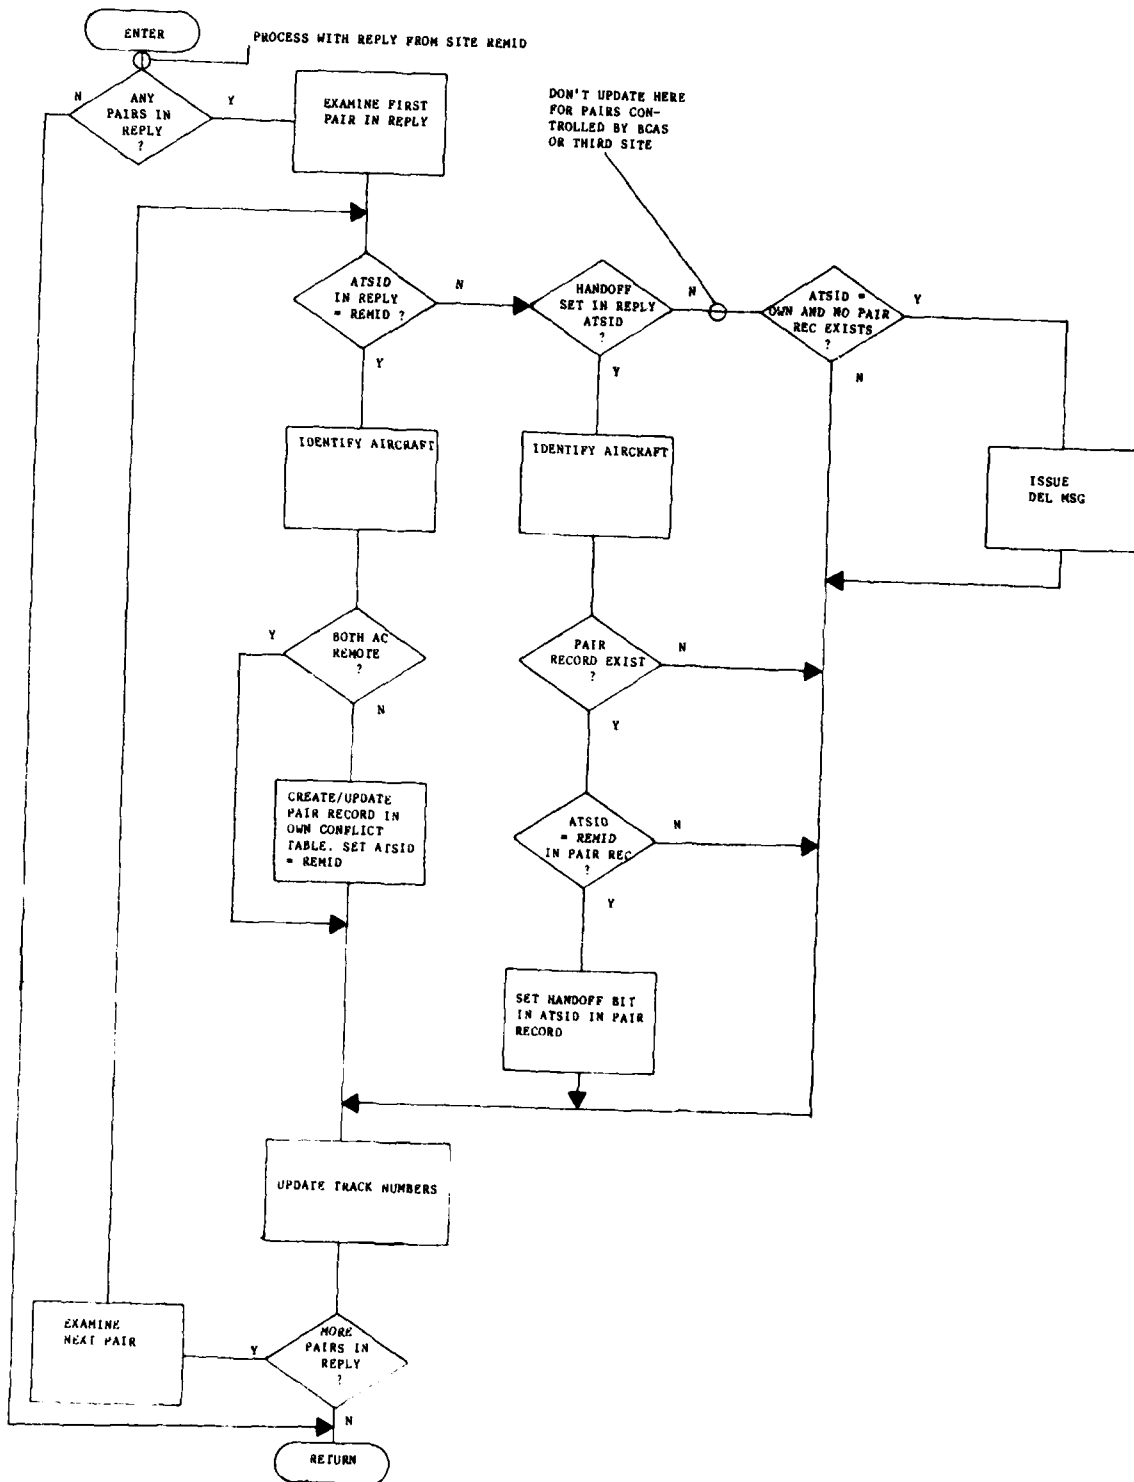 ENTER
PROCESS WITH REPLY FROM SITE REMID
N
ANY
PAIRS IN
REPLY
?
Y
EXAMINE FIRST
PAIR IN REPLY
DON'T UPDATE HERE
FOR PAIRS CON-
TROLLED BY BCAS
OR THIRD SITE
ATSID
IN REPLY
= REMID ?
N
Y
HANDOFF
SET IN REPLY
ATSID
?
N
Y
ATSID =
OWN AND NO PAIR
REC EXISTS
?
Y
N
IDENTIFY AIRCRAFT
IDENTIFY AIRCRAFT
ISSUE
DEL MSG
Y
BOTH AC
REMOTE
?
N
PAIR
RECORD EXIST
?
N
Y
CREATE/UPDATE
PAIR RECORD IN
OWN CONFLICT
TABLE. SET ATSID
= REMID
ATSID
= REMID
IN PAIR REC
?
N
Y
SET HANDOFF BIT
IN ATSID IN PAIR
RECORD
UPDATE TRACK NUMBERS
EXAMINE
NEXT PAIR
Y
MORE
PAIRS IN
REPLY
?
N
RETURN